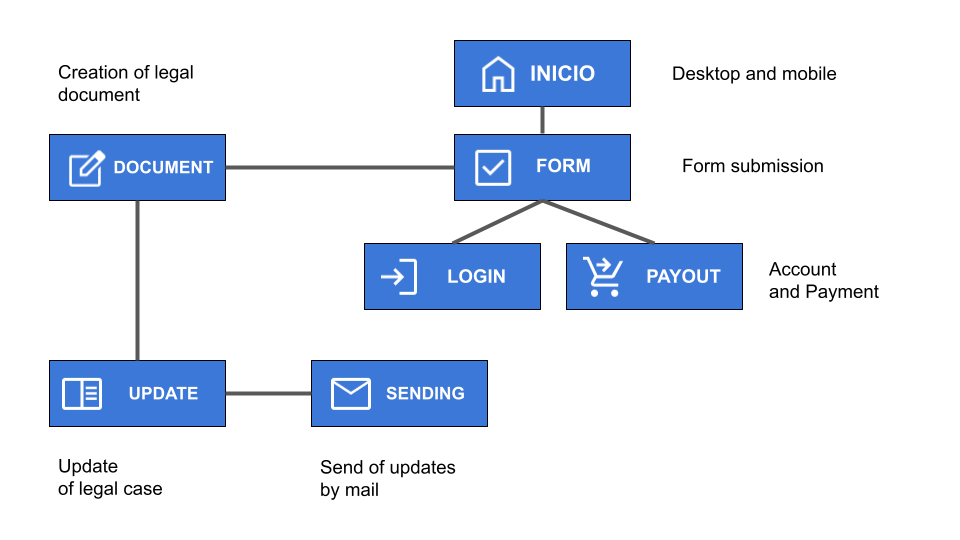 Creation of legal
document
INICIO
Desktop and mobile
DOCUMENT
FORM
Form submission
LOGIN
PAYOUT
Account
and Payment
UPDATE
SENDING
Update
of legal case
Send of updates
by mail